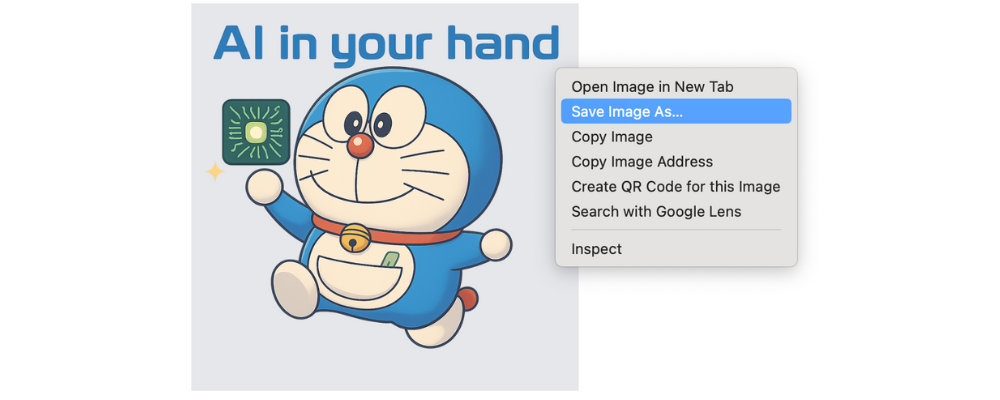 AI in your hand
Open Image in New Tab
Save Image As...
Copy Image
Copy Image Address
Create QR Code for this Image
Search with Google Lens
Inspect